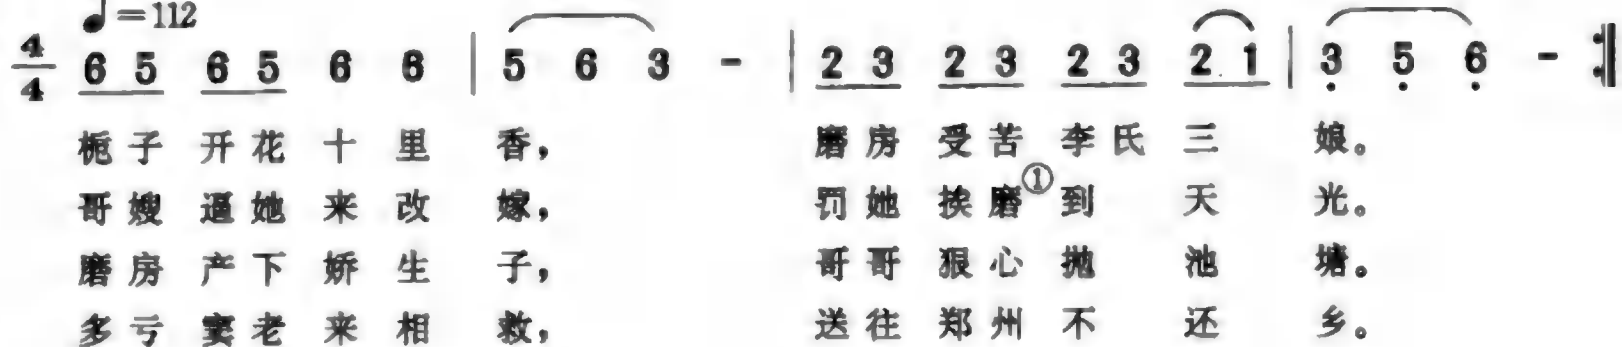 ♩=112
4/4 6 5 6 5 6 6 | 5 6 3 - | 2 3 2 3 2 3 2 1 | 3 5 6 - :‖
栀子开花十里香，磨房受苦李氏三娘。
哥嫂逼她来改嫁，罚她挨磨①到天光。
磨房产下娇生子，哥哥狠心抛池塘。
多亏窦老来相救，送往郑州不还乡。